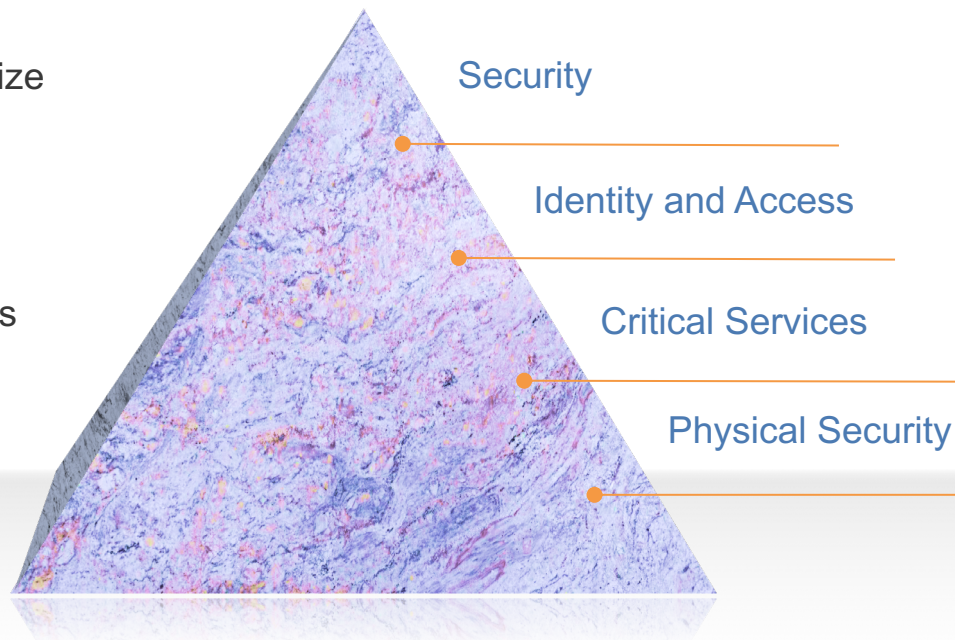 ize
Security
Identity and Access
s
Critical Services
Physical Security